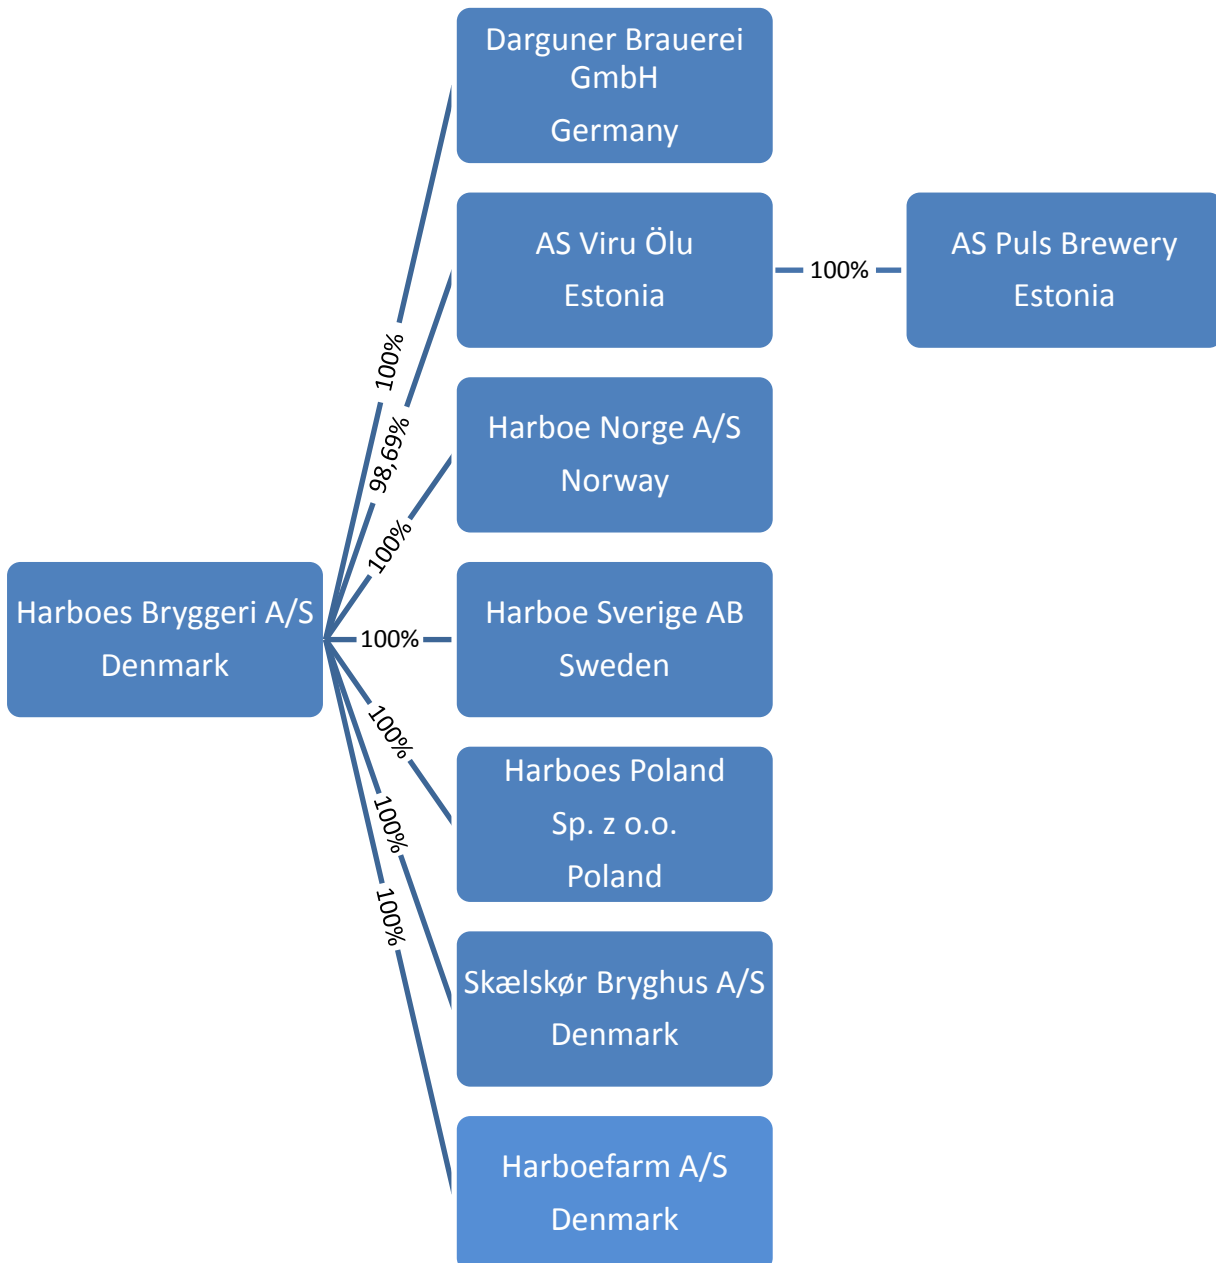 Darguner Brauerei
GmbH
Germany
AS Viru Ölu
Estonia
100%
AS Puls Brewery
Estonia
100%
98,69%
100%
Harboe Norge A/S
Norway
Harboes Bryggeri A/S
Denmark
100%
Harboe Sverige AB
Sweden
100%
100%
100%
Harboes Poland
Sp. z o.o.
Poland
Skælskør Bryghus A/S
Denmark
Harboefarm A/S
Denmark